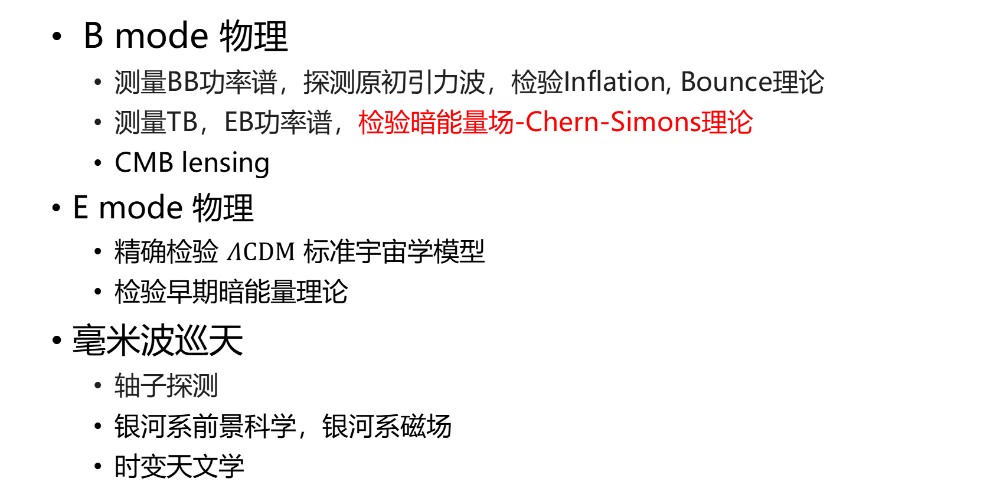 • B mode 物理
• 测量BB功率谱，探测原初引力波，检验Inflation, Bounce理论
• 测量TB，EB功率谱，检验暗能量场-Chern-Simons理论
• CMB lensing
• E mode 物理
• 精确检验 ΛCDM 标准宇宙学模型
• 检验早期暗能量理论
• 毫米波巡天
• 轴子探测
• 银河系前景科学，银河系磁场
• 时变天文学